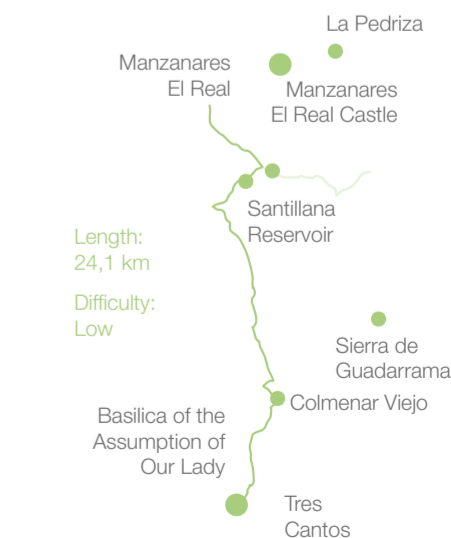 La Pedriza
Manzanares
El Real
Manzanares
El Real Castle
Santillana
Reservoir
Length:
24,1 km
Difficulty:
Low
Sierra de
Guadarrama
Colmenar Viejo
Basilica of the
Assumption of
Our Lady
Tres
Cantos